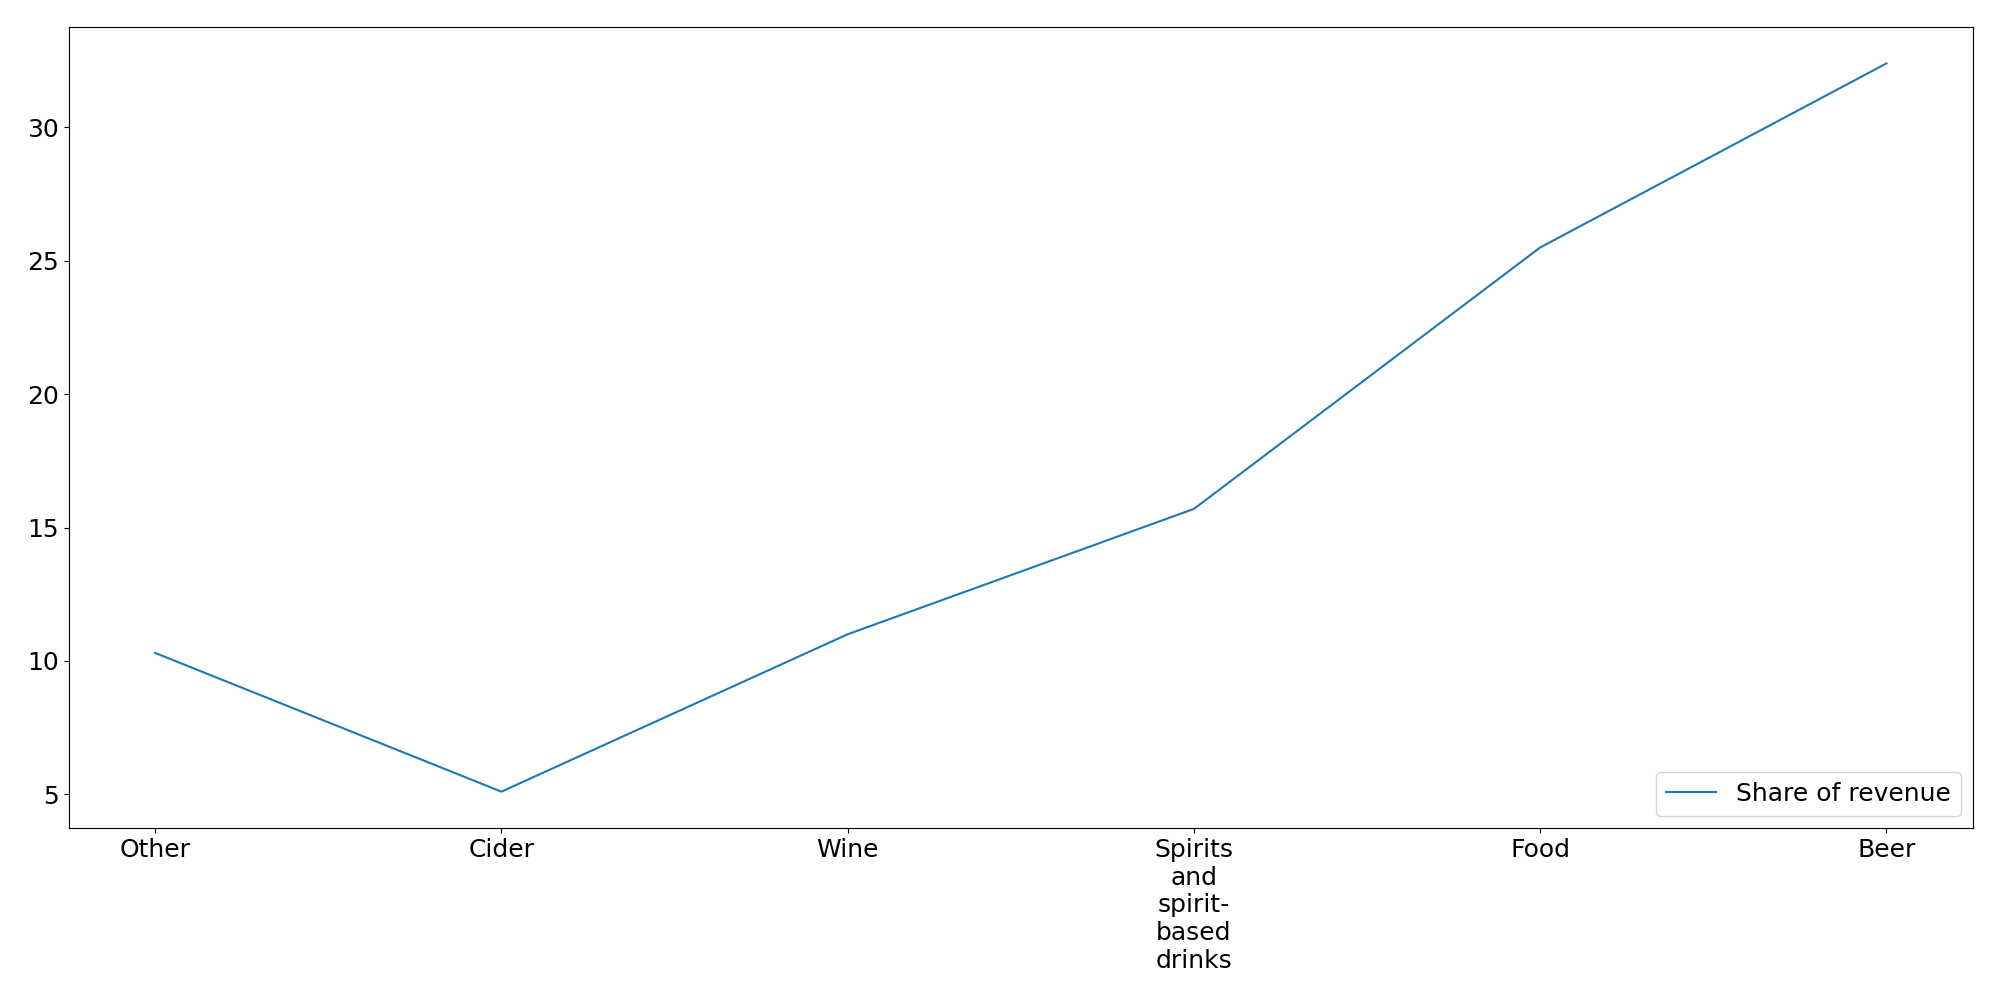 30
25
20
15
10
5
Share of revenue
Other
Cider
Wine
Spirits
and
spirit-
based
drinks
Food
Beer